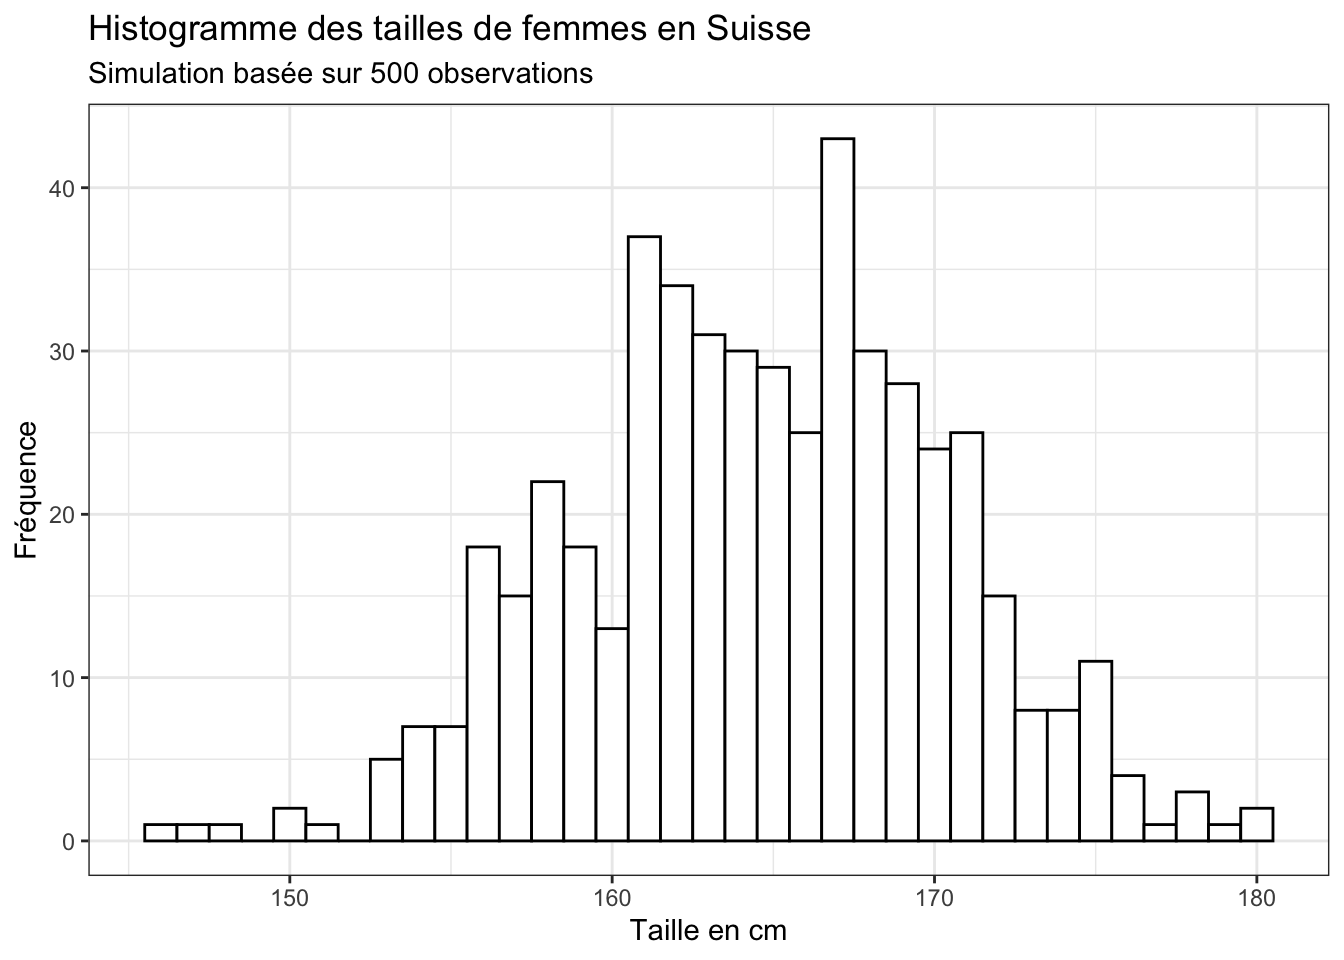 Histogramme des tailles de femmes en Suisse
Simulation basée sur 500 observations
40
30
20
10
0
Fréquence
150 160 170 180
Taille en cm